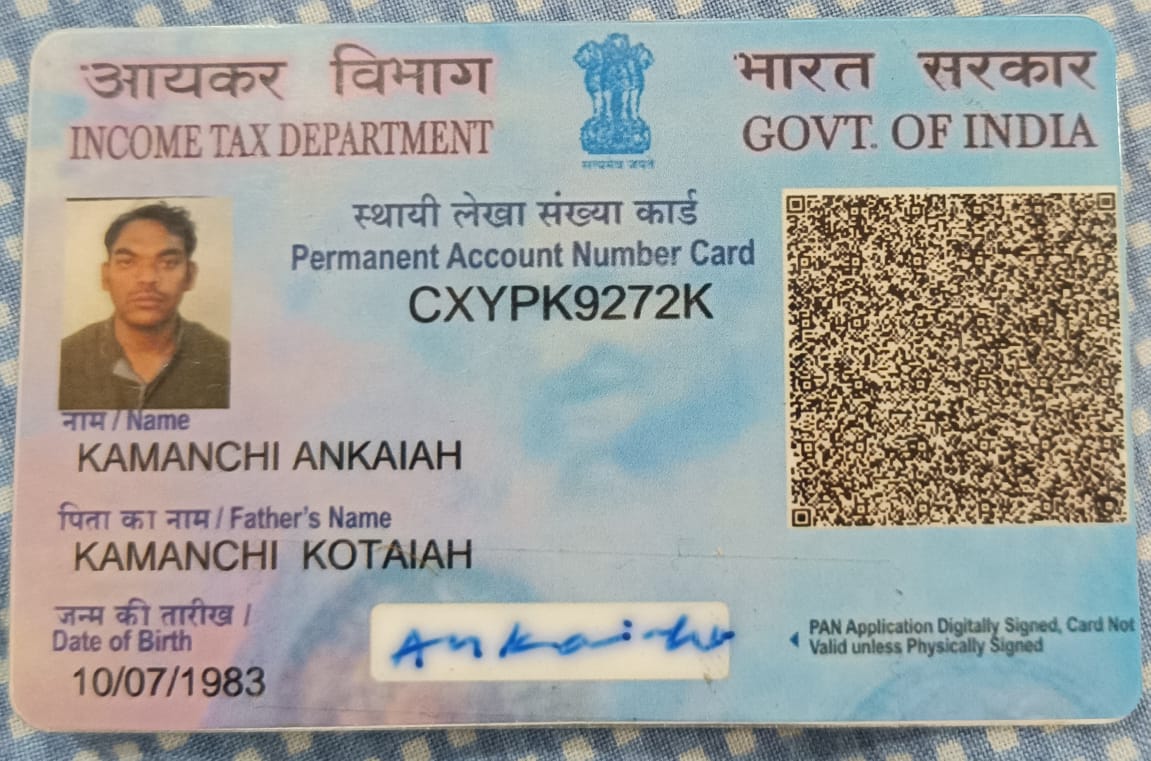 आयकर विभाग
INCOME TAX DEPARTMENT
सत्यमेव जयते
भारत सरकार
GOVT. OF INDIA
स्थायी लेखा संख्या कार्ड
Permanent Account Number Card
CXYPK9272K
नाम / Name
KAMANCHI ANKAIAH
पिता का नाम / Father's Name
KAMANCHI KOTAIAH
जन्म की तारीख /
Date of Birth
10/07/1983
Ankaiah
PAN Application Digitally Signed, Card Not
Valid unless Physically Signed